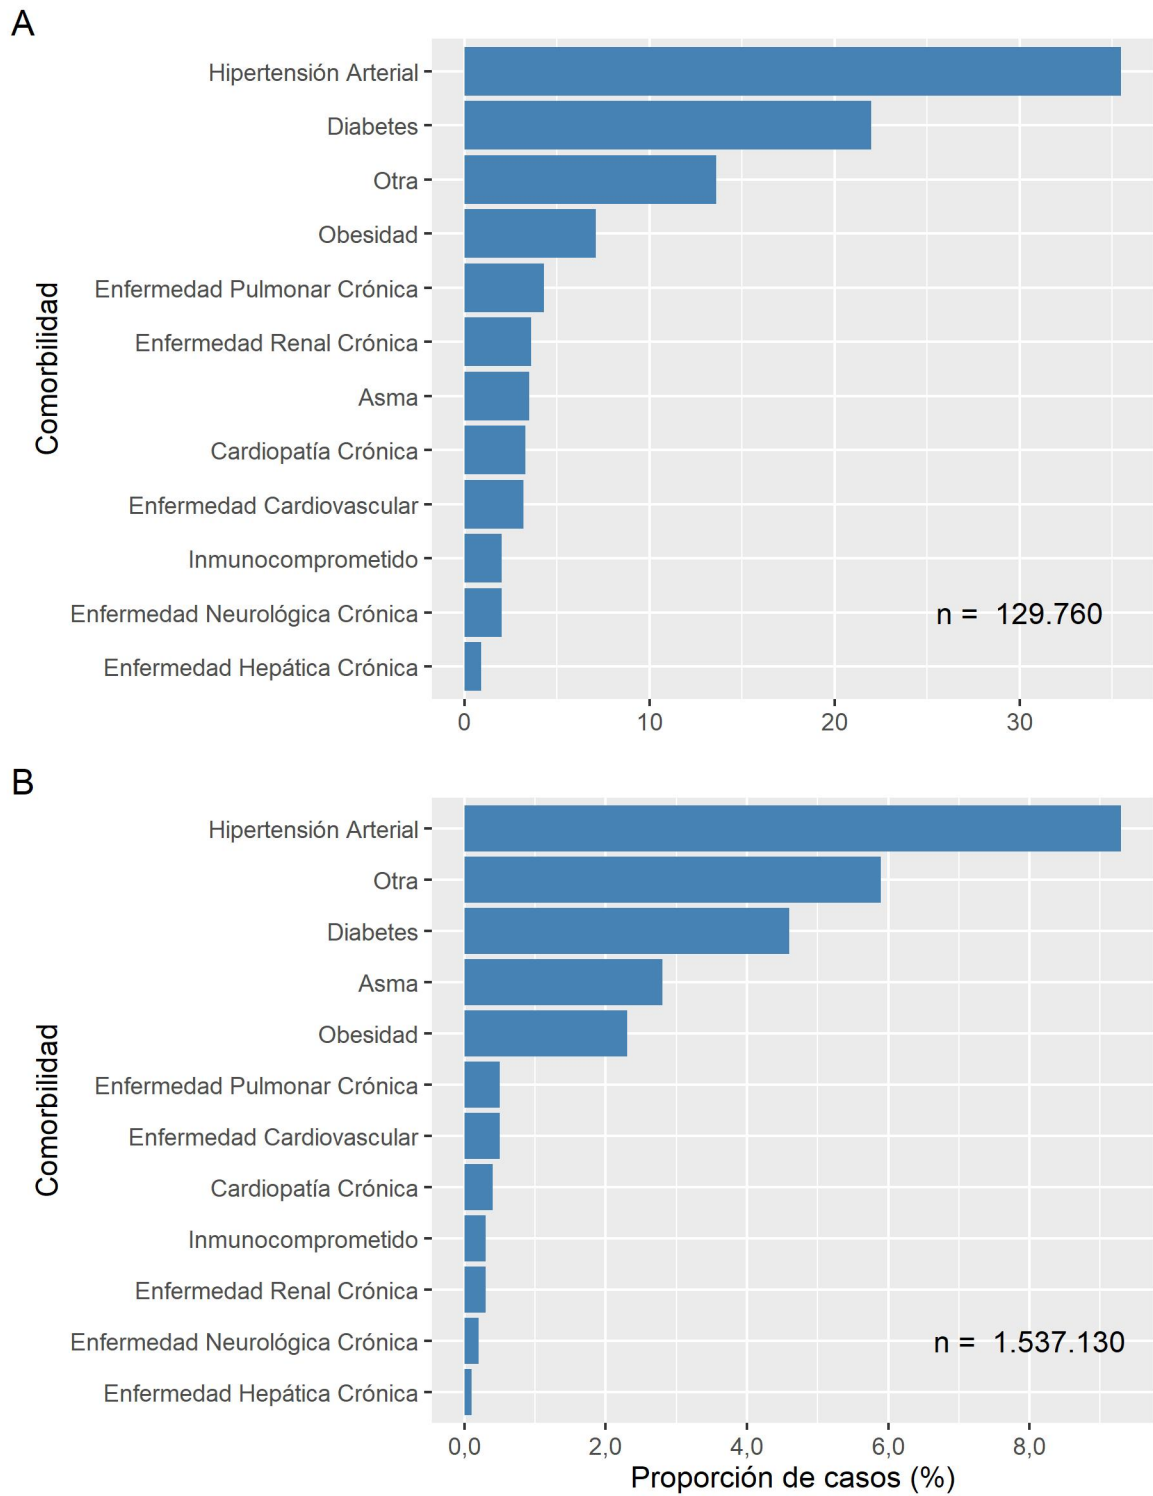 A
Comorbilidad
Hipertensión Arterial
Diabetes
Otra
Obesidad
Enfermedad Pulmonar Crónica
Enfermedad Renal Crónica
Asma
Cardiopatía Crónica
Enfermedad Cardiovascular
Inmunocomprometido
Enfermedad Neurológica Crónica
n = 129.760
Enfermedad Hepática Crónica
0 10 20 30
B
Comorbilidad
Hipertensión Arterial
Otra
Diabetes
Asma
Obesidad
Enfermedad Pulmonar Crónica
Enfermedad Cardiovascular
Cardiopatía Crónica
Inmunocomprometido
Enfermedad Renal Crónica
Enfermedad Neurológica Crónica
n = 1.537.130
Enfermedad Hepática Crónica
0,0 2,0 4,0 6,0 8,0
Proporción de casos (%)